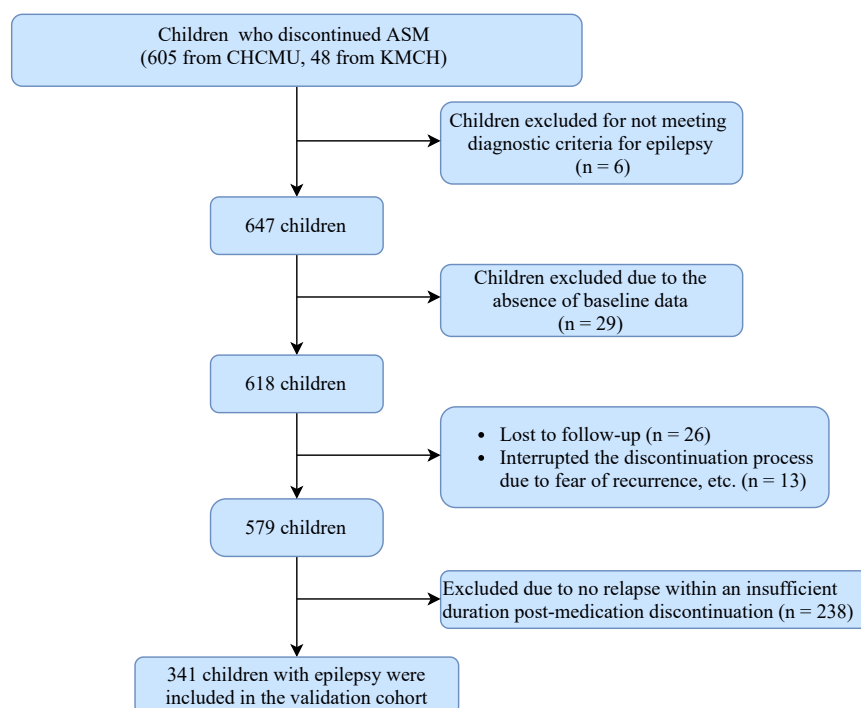 Children who discontinued ASM
(605 from CHCMU, 48 from KMCH)
Children excluded for not meeting
diagnostic criteria for epilepsy
(n = 6)
647 children
Children excluded due to the
absence of baseline data
(n = 29)
618 children
• Lost to follow-up (n = 26)
• Interrupted the discontinuation process
due to fear of recurrence, etc. (n = 13)
579 children
Excluded due to no relapse within an insufficient
duration post-medication discontinuation (n = 238)
341 children with epilepsy were
included in the validation cohort